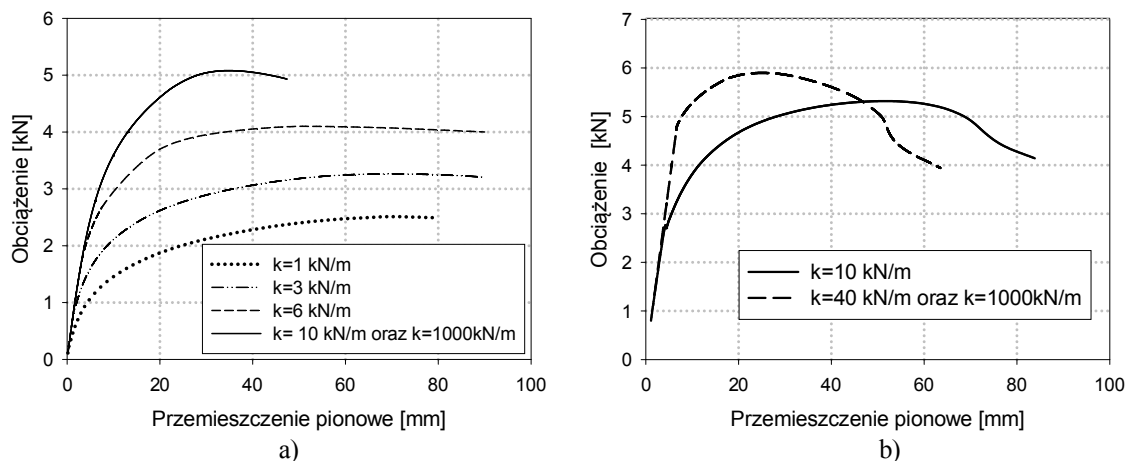 6
5
4
3
2
1
0
Obciążenie [kN]
k=1 kN/m
k=3 kN/m
k=6 kN/m
k= 10 kN/m oraz k=1000kN/m
0 20 40 60 80 100
Przemieszczenie pionowe [mm]
a)
7
6
5
4
3
2
1
0
Obciążenie [kN]
k=10 kN/m
k=40 kN/m oraz k=1000kN/m
0 20 40 60 80 100
Przemieszczenie pionowe [mm]
b)